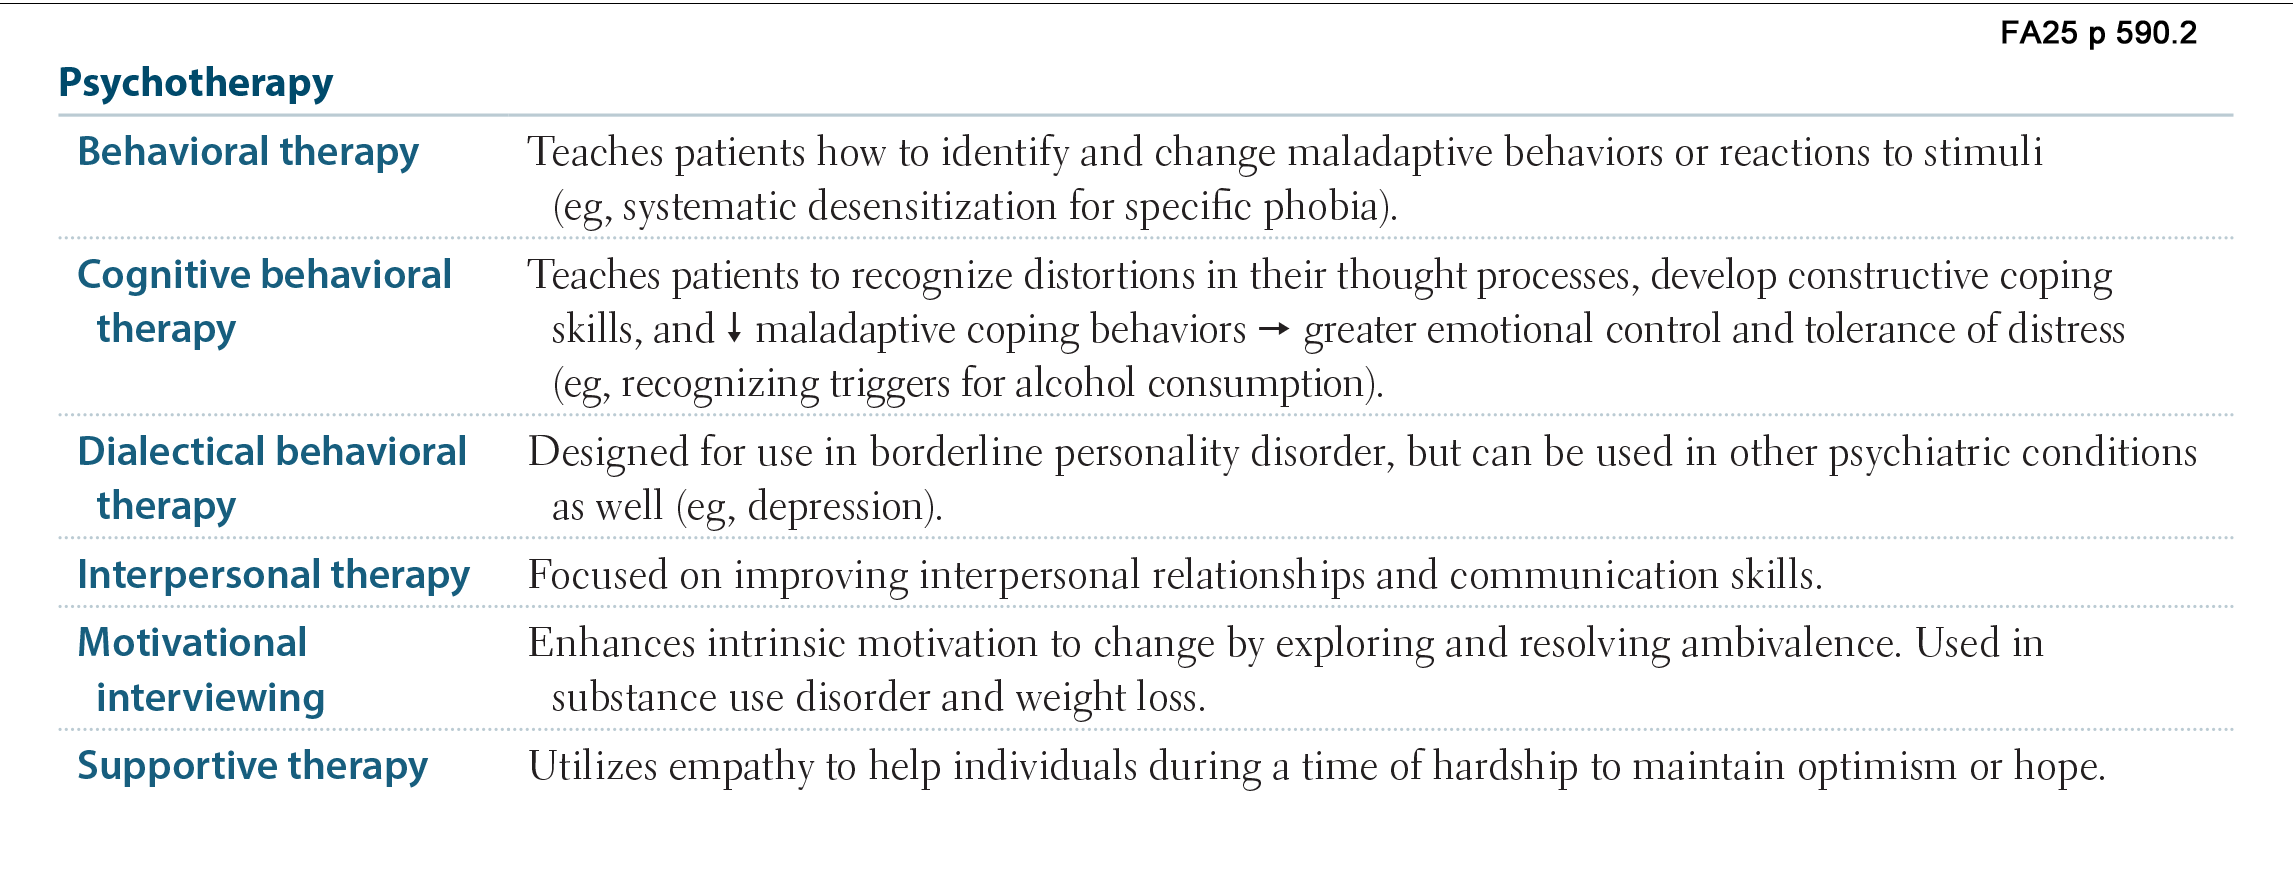 FA25 p 590.2
Psychotherapy
Behavioral therapy
Teaches patients how to identify and change maladaptive behaviors or reactions to stimuli
(eg, systematic desensitization for specific phobia).
Cognitive behavioral
therapy
Teaches patients to recognize distortions in their thought processes, develop constructive coping
skills, and ↓ maladaptive coping behaviors → greater emotional control and tolerance of distress
(eg, recognizing triggers for alcohol consumption).
Dialectical behavioral
therapy
Designed for use in borderline personality disorder, but can be used in other psychiatric conditions
as well (eg, depression).
Interpersonal therapy
Focused on improving interpersonal relationships and communication skills.
Motivational
interviewing
Enhances intrinsic motivation to change by exploring and resolving ambivalence. Used in
substance use disorder and weight loss.
Supportive therapy
Utilizes empathy to help individuals during a time of hardship to maintain optimism or hope.